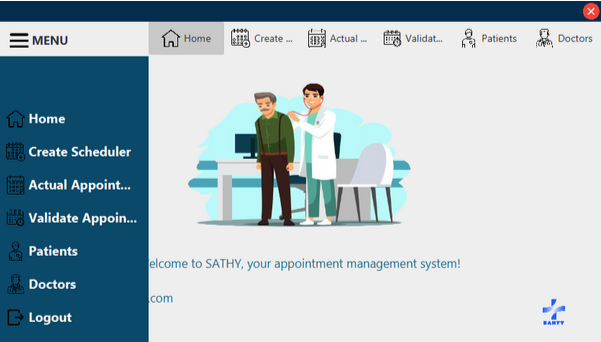 MENU
Home
Create ...
Actual ...
Validat...
Patients
Doctors
Home
Create Scheduler
Actual Appoint...
Validate Appoin...
Patients
Doctors
Logout
elcome to SATHY, your appointment management system!
.com
SAHTY